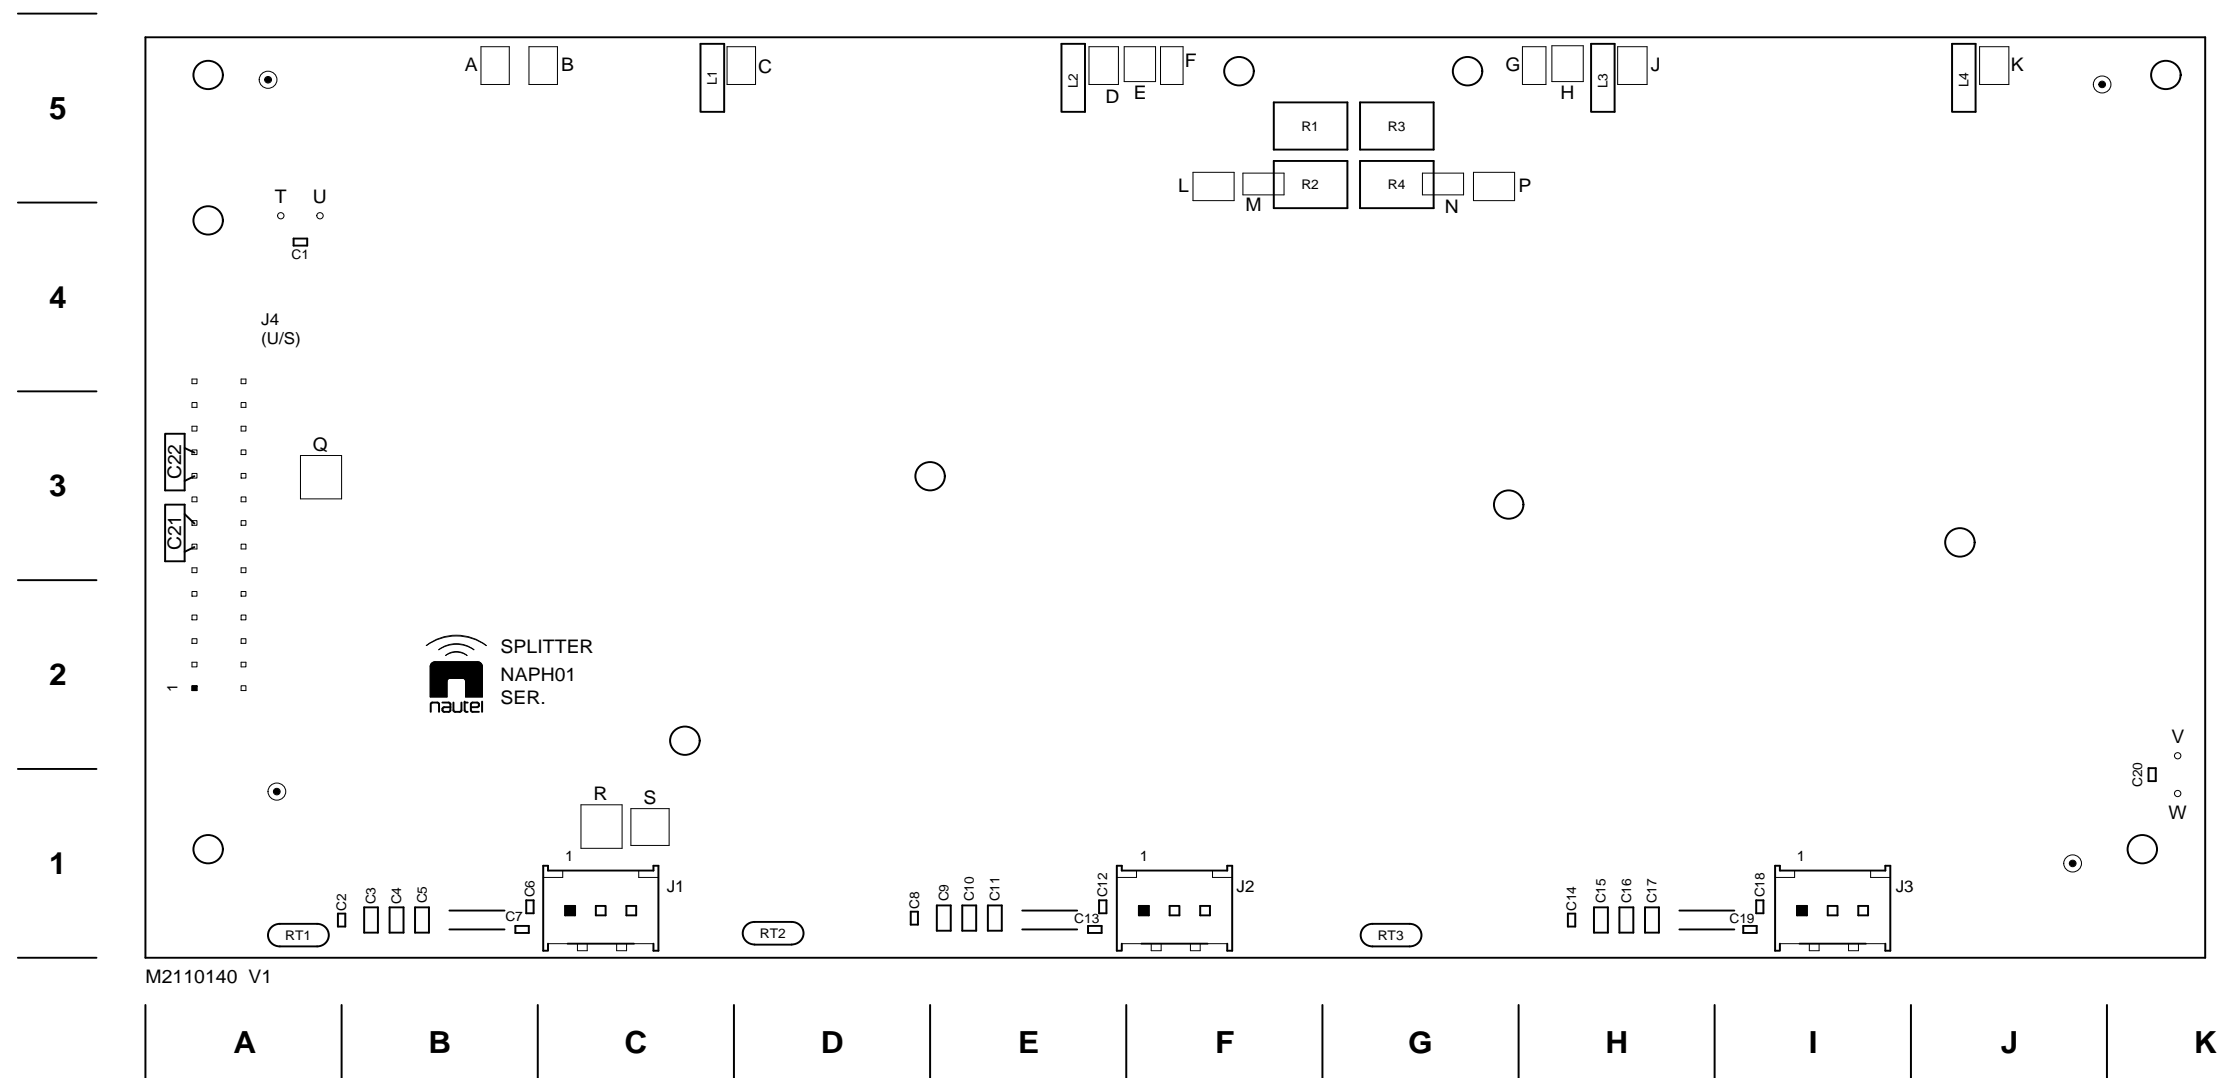 A B C D E F G H J K
L1 L2 L3 L4
5
R1 R3
L M R2 R4 N P
T U
C1
4
J4
(U/S)
Q
C22
3
C21
SPLITTER
NAPH01
SER.
nautel
2
1
V
C20
W
R S
1 1 1
1
J1 J2 J3
C2 C3 C4 C5 C6 C7 C8 C9 C10 C11 C12 C13 C14 C15 C16 C17 C18 C19
RT1 RT2 RT3
M2110140 V1
A B C D E F G H I J K